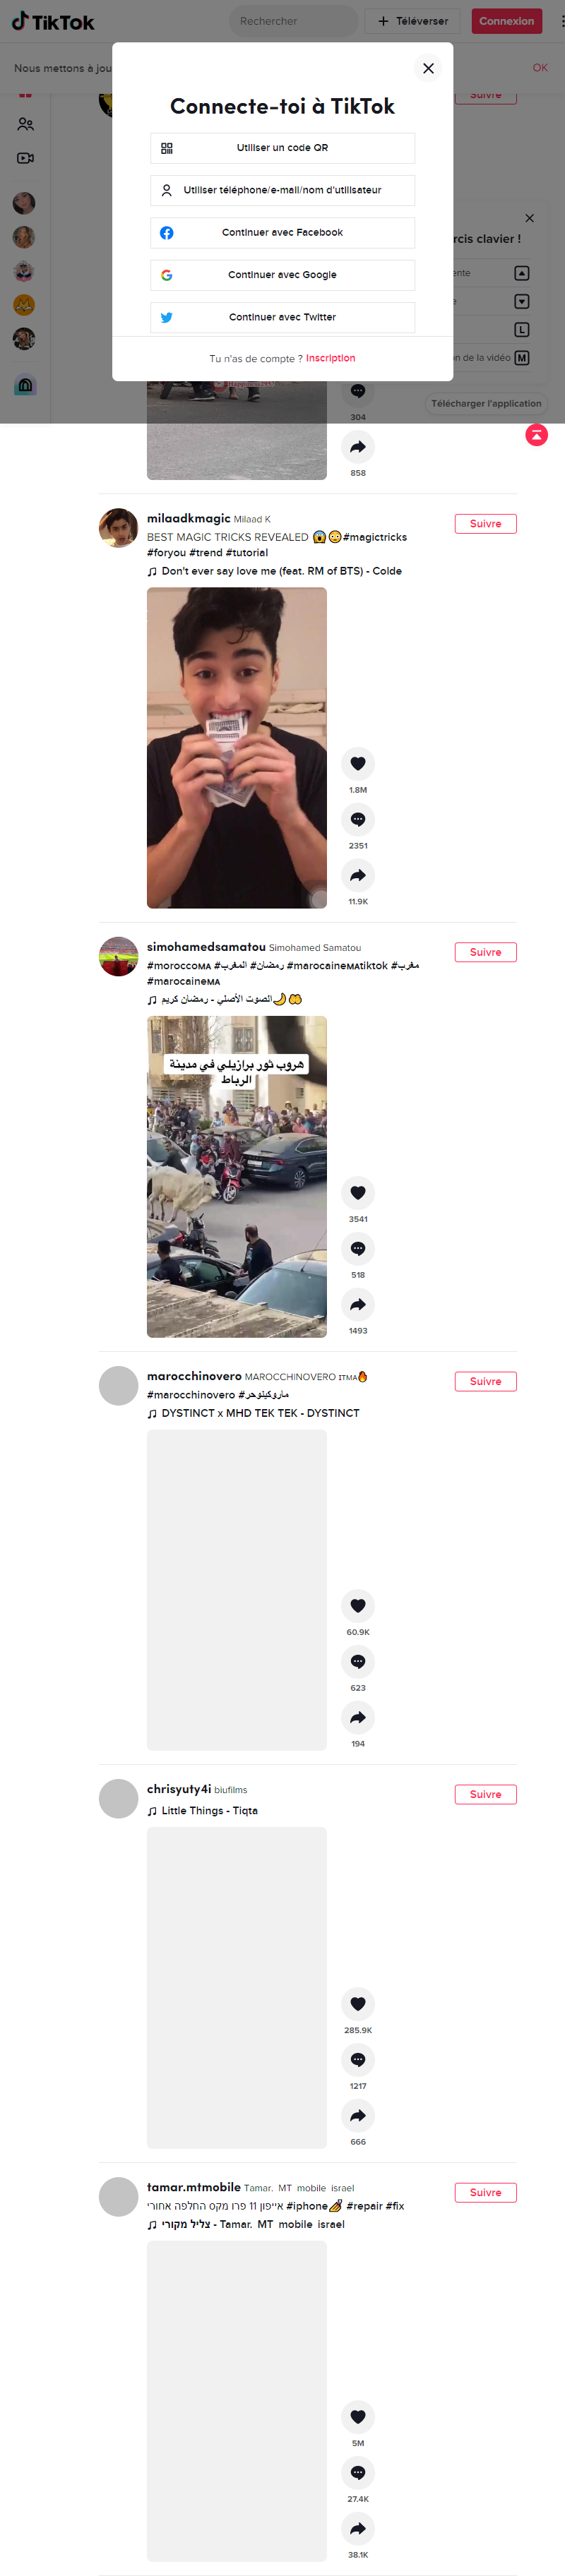 TikTok
Rechercher
Téléverser
Connexion
Nous mettons à jou
OK
Connecte-toi à TikTok
Utiliser un code QR
Utiliser téléphone/e-mail/nom d'utilisateur
Continuer avec Facebook
Continuer avec Google
Continuer avec Twitter
Tu n'as de compte ? Inscription
Suivre
rcis clavier !
ente
e
L
on de la vidéo M
Télécharger l'application
304
858
milaadkmagic Milaad K
Suivre
BEST MAGIC TRICKS REVEALED 😱😳#magictricks
#foryou #trend #tutorial
Don't ever say love me (feat. RM of BTS) - Colde
1.8M
2351
11.9K
simohamedsamatou Simohamed Samatou
Suivre
#moroccoᴍᴀ #المغرب #رمضان #marocaineᴍᴀtiktok #مغرب
#marocaineᴍᴀ
الصوت الأصلي - رمضان كريم🌙🤲
هروب ثور برازيلي في مدينة
الرباط
3541
518
1493
marocchinovero MAROCCHINOVERO ɪᴛᴍᴀ🔥
Suivre
#marocchinovero #ماروكينوحر
DYSTINCT x MHD TEK TEK - DYSTINCT
60.9K
623
194
chrisyuty4i biufilms
Suivre
Little Things - Tiqta
285.9K
1217
666
tamar.mtmobile Tamar. MT mobile israel
Suivre
אייפון 11 פרו מקס החלפה אחורי #iphone #repair #fix
צליל מקורי - Tamar. MT mobile israel
5M
27.4K
38.1K